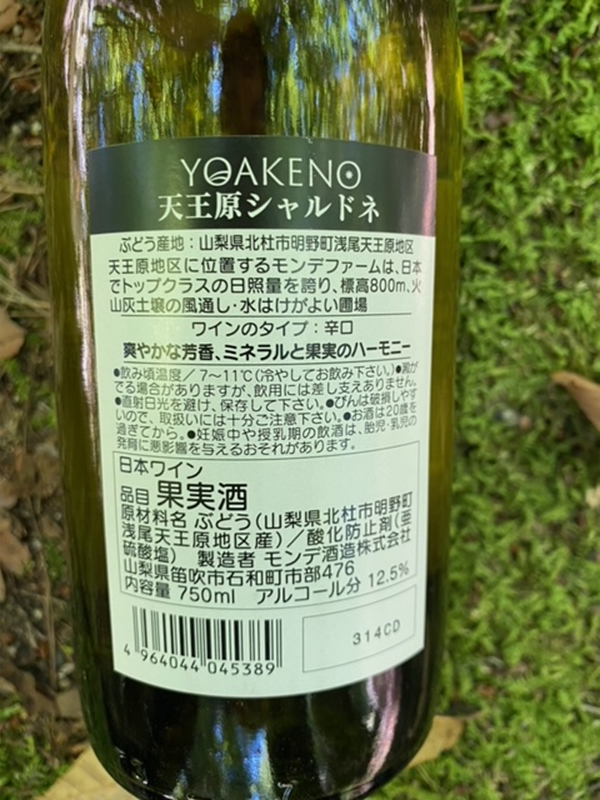 YOAKENO
天王原シャルドネ
ぶどう産地：山梨県北杜市明野町浅尾天王原地区
天王原地区に位置するモンデファームは、日本
でトップクラスの日照量を誇り、標高800m、火
山灰土壌の風通し・水はけがよい圃場
ワインのタイプ：辛口
爽やかな芳香、ミネラルと果実のハーモニー
●飲み頃温度／7～11℃（冷やしてお飲み下さい。）●澱が
でる場合がありますが、飲用には差し支えありません。
●直射日光を避け、保存して下さい。●びんは破損しやす
いので、取扱いには十分ご注意下さい。●お酒は20歳を
過ぎてから。●妊娠中や授乳期の飲酒は、胎児・乳児の
発育に悪影響を与えるおそれがあります。
日本ワイン
品目 果実酒
原材料名 ぶどう（山梨県北杜市明野町
浅尾天王原地区産）／酸化防止剤（亜
硫酸塩） 製造者 モンデ酒造株式会社
山梨県笛吹市石和町市部476
内容量 750ml アルコール分 12.5%
314CD
4 964044 045389